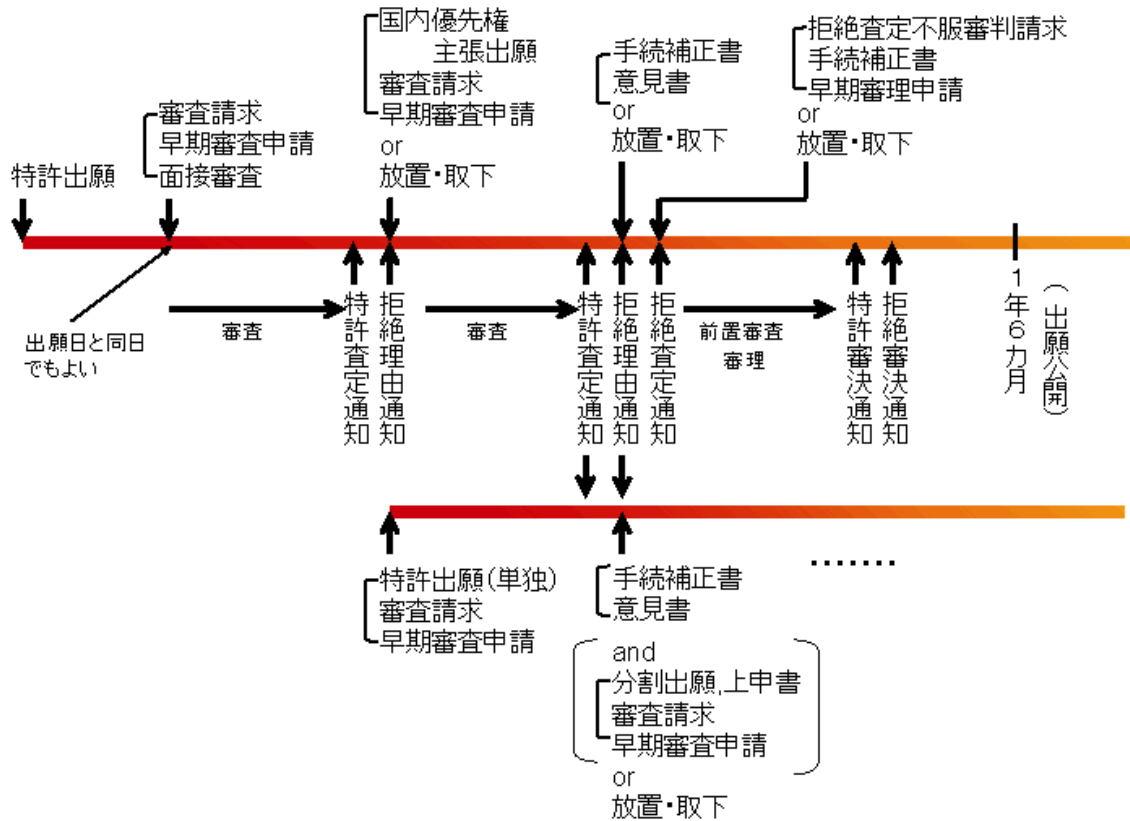 国内優先権
主張出願
審査請求
早期審査申請
or
放置・取下
手続補正書
意見書
or
放置・取下
拒絶査定不服審判請求
手続補正書
早期審理申請
or
放置・取下
審査請求
早期審査申請
面接審査
特許出願
出願日と同日
でもよい
審査
特許査定通知
拒絶理由通知
審査
特許査定通知
拒絶理由通知
拒絶査定通知
前置審査
審理
特許審決通知
拒絶審決通知
1年6カ月
(出願公開)
特許出願(単独)
審査請求
早期審査申請
手続補正書
意見書
and
分割出願,上申書
審査請求
早期審査申請
or
放置・取下
・・・・・・・